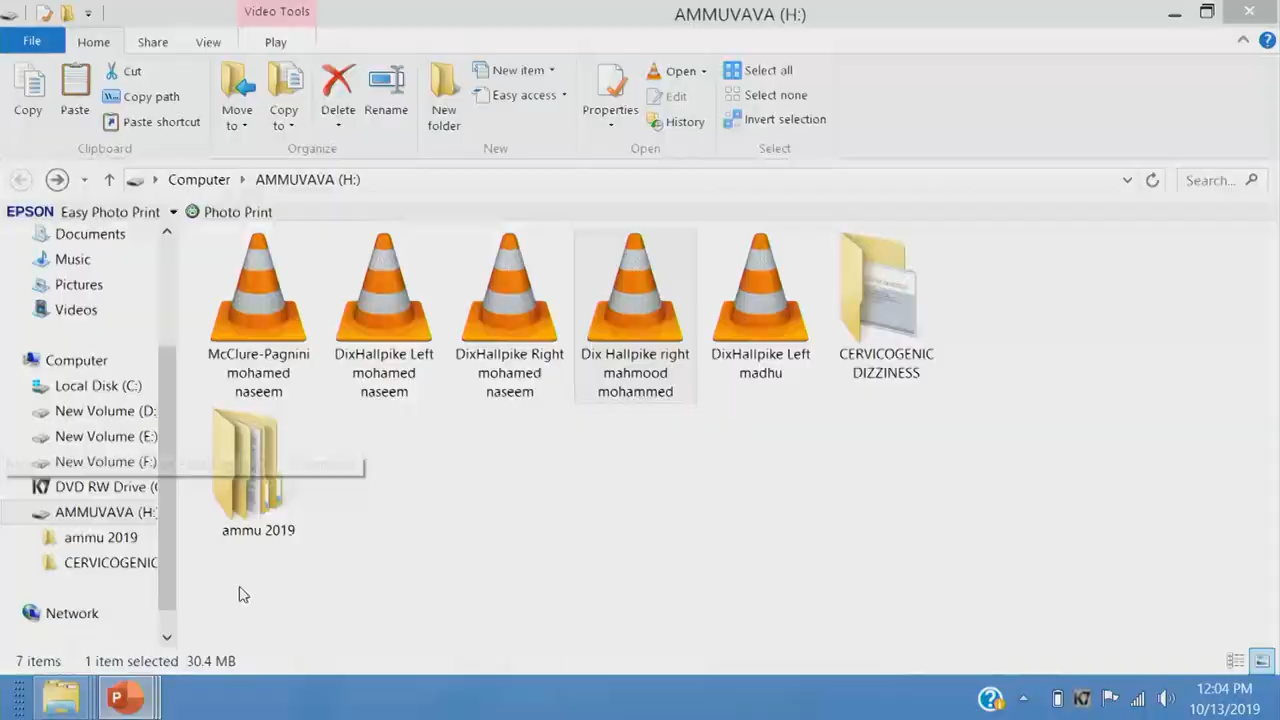 Video Tools
AMMUVAVA (H:)
File
Home
Share
View
Play
Copy
Paste
Cut
Copy path
Paste shortcut
Move to
Copy to
Delete
Rename
New folder
New item
Easy access
Properties
Open
Edit
History
Select all
Select none
Invert selection
Clipboard
Organize
New
Open
Select
Computer
AMMUVAVA (H:)
Search...
EPSON Easy Photo Print
Photo Print
Documents
Music
Pictures
Videos
Computer
Local Disk (C:)
New Volume (D:
New Volume (E:)
New Volume (F:)
DVD RW Drive (
AMMUVAVA (H:
ammu 2019
CERVICOGENIC
Network
McClure-Pagnini
mohamed
naseem
DixHallpike Left
mohamed
naseem
DixHallpike Right
mohamed
naseem
Dix Hallpike right
mahmood
mohammed
DixHallpike Left
madhu
CERVICOGENIC
DIZZINESS
ammu 2019
7 items
1 item selected 30.4 MB
P
K7
12:04 PM
10/13/2019